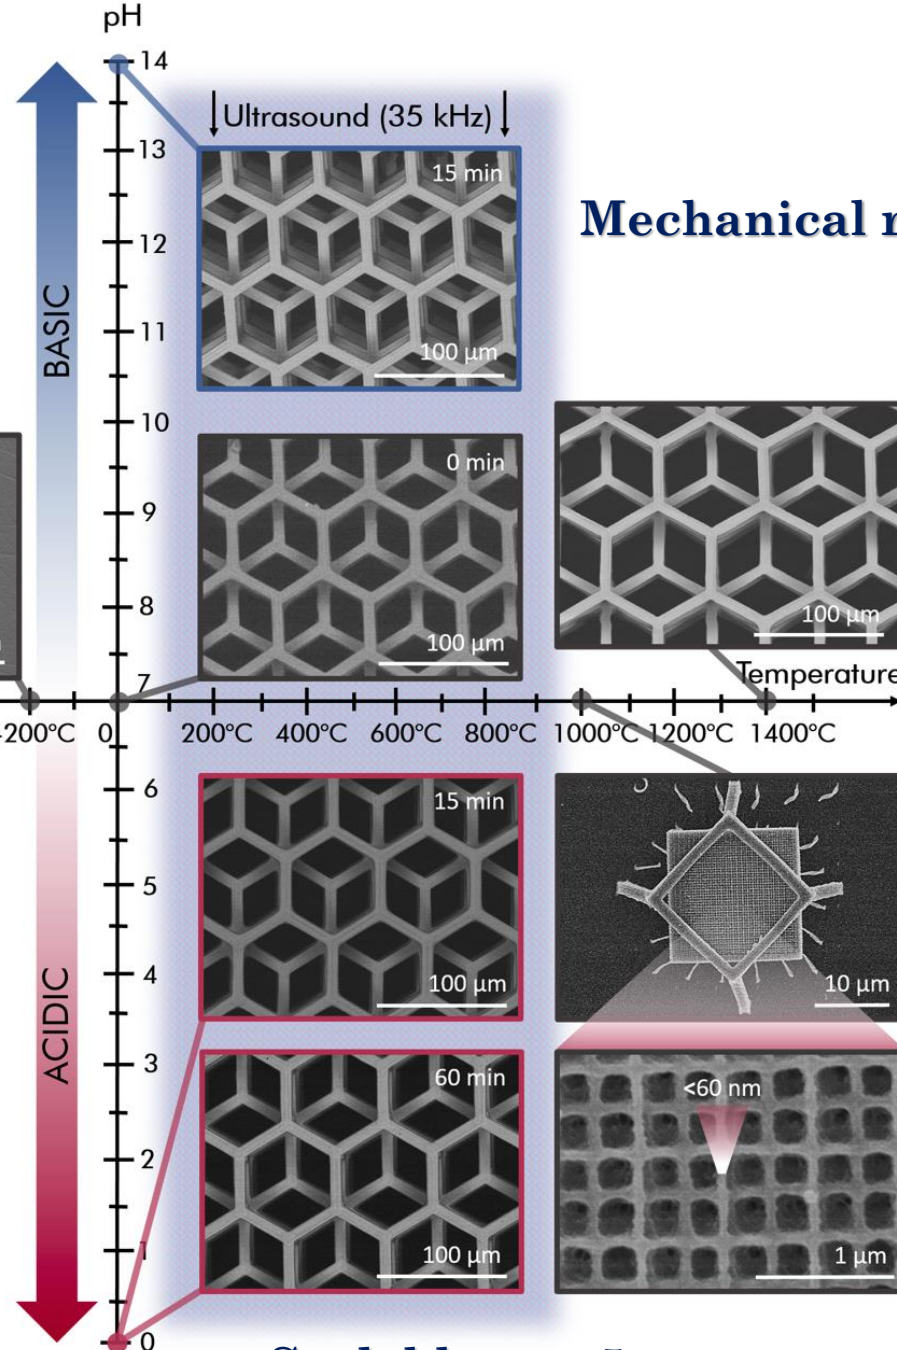 pH
14
Ultrasound (35 kHz)
13
15 min
Mechanical
12
BASIC
11
100 µm
10
0 min
9
8
100 µm
100 µm
7
Temperature
-200°C 0 200°C 400°C 600°C 800°C 1000°C 1200°C 1400°C
6
15 min
5
4
100 µm
10 µm
ACIDIC
3
60 min
<60 nm
2
1
100 µm
1 µm
0